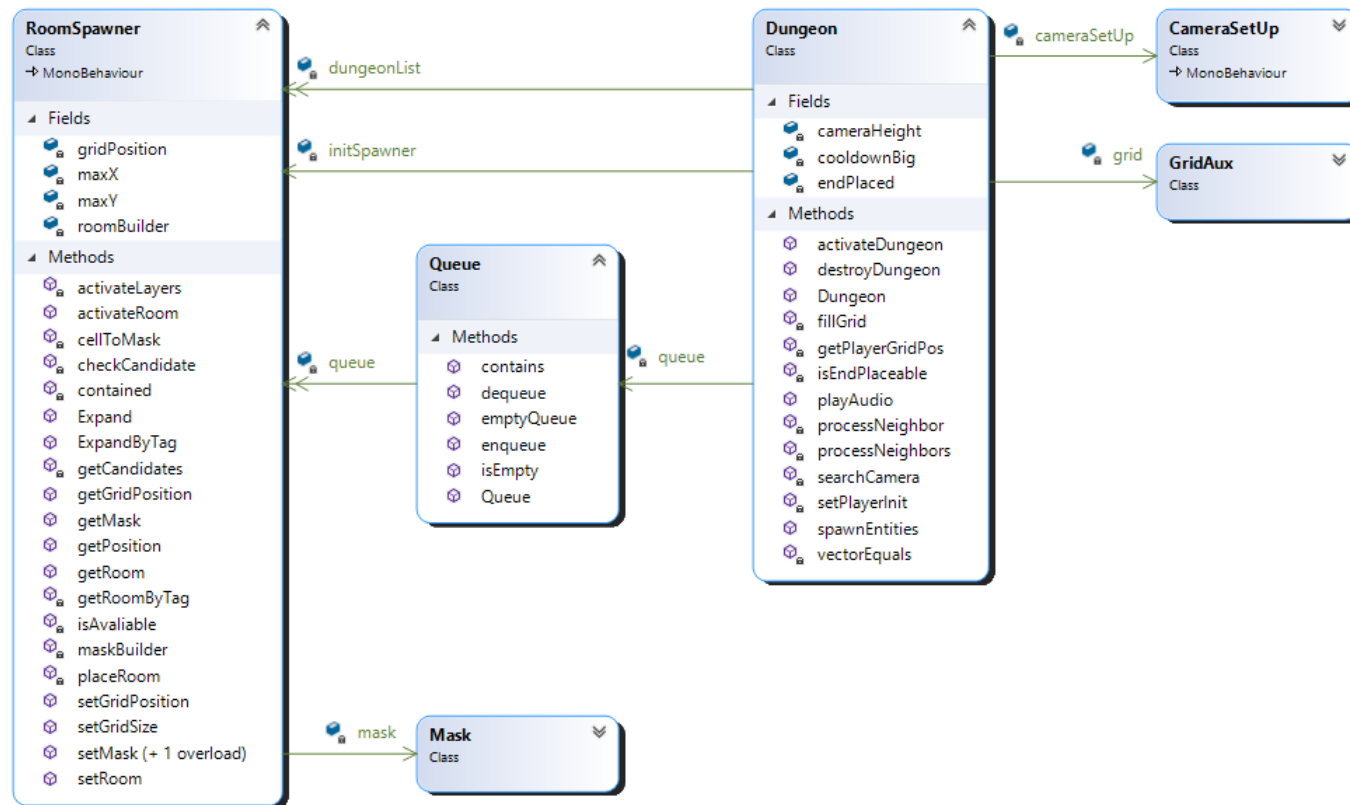 RoomSpawner
Class
MonoBehaviour
Fields
gridPosition
maxX
maxY
roomBuilder
Methods
activateLayers
activateRoom
cellToMask
checkCandidate
contained
Expand
ExpandByTag
getCandidates
getGridPosition
getMask
getPosition
getRoom
getRoomByTag
isAvaliable
maskBuilder
placeRoom
setGridPosition
setGridSize
setMask (+ 1 overload)
setRoom
dungeonList
initSpawner
queue
mask
Queue
Class
Methods
contains
dequeue
emptyQueue
enqueue
isEmpty
Queue
queue
Mask
Class
Dungeon
Class
Fields
cameraHeight
cooldownBig
endPlaced
Methods
activateDungeon
destroyDungeon
Dungeon
fillGrid
getPlayerGridPos
isEndPlaceable
playAudio
processNeighbor
processNeighbors
searchCamera
setPlayerInit
spawnEntities
vectorEquals
cameraSetUp
grid
CameraSetUp
Class
MonoBehaviour
GridAux
Class